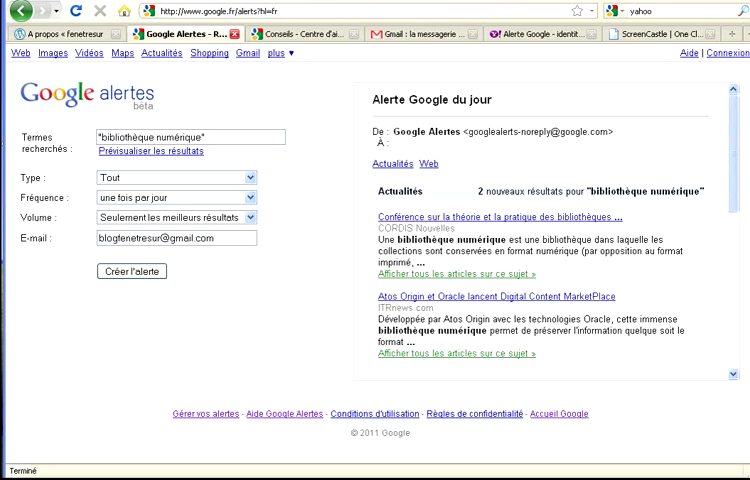 http://www.google.fr/alerts?hl=fr
yahoo
A propos « fenetresur
Google Alertes - R...
Conseils - Centre d'ai...
Gmail : la messagerie ...
Alerte Google - identit...
ScreenCastle | One Cl...
Web Images Vidéos Maps Actualités Shopping Gmail plus ▼
Aide | Connexion
Google alertes
bêta
Termes recherchés :
"bibliothèque numérique"
Prévisualiser les résultats
Type : Tout
Fréquence : une fois par jour
Volume : Seulement les meilleurs résultats
E-mail : blogfenetresur@gmail.com
Créer l'alerte
Alerte Google du jour
De : Google Alertes <googlealerts-noreply@google.com>
À :
Actualités Web
Actualités 2 nouveaux résultats pour "bibliothèque numérique"
Conférence sur la théorie et la pratique des bibliothèques ...
CORDIS Nouvelles
Une bibliothèque numérique est une bibliothèque dans laquelle les
collections sont conservées en format numérique (par opposition au format
imprimé, ...
Afficher tous les articles sur ce sujet »
Atos Origin et Oracle lancent Digital Content MarketPlace
ITRnews.com
Développée par Atos Origin avec les technologies Oracle, cette immense
bibliothèque numérique permet de préserver l'information quelque soit le
format ...
Afficher tous les articles sur ce sujet »
Gérer vos alertes - Aide Google Alertes - Conditions d'utilisation - Règles de confidentialité - Accueil Google
© 2011 Google
Terminé